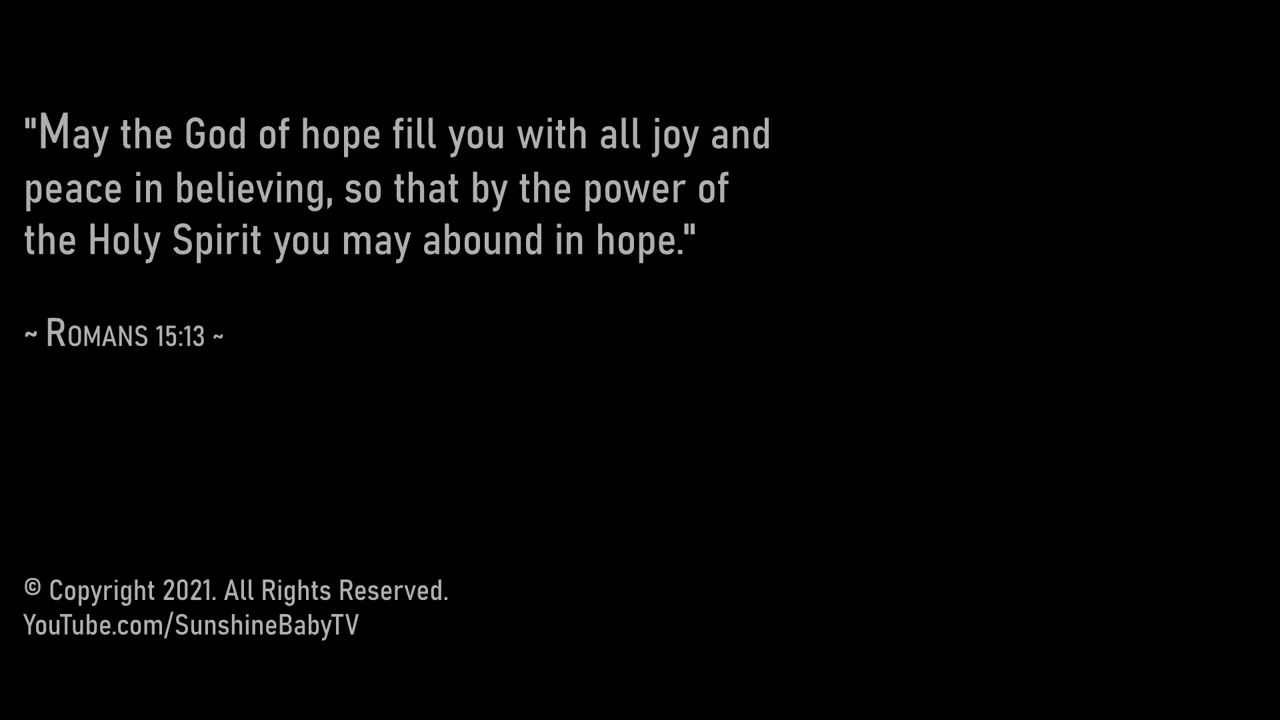 "May the God of hope fill you with all joy and
peace in believing, so that by the power of
the Holy Spirit you may abound in hope."
~ ROMANS 15:13 ~
© Copyright 2021. All Rights Reserved.
YouTube.com/SunshineBabyTV